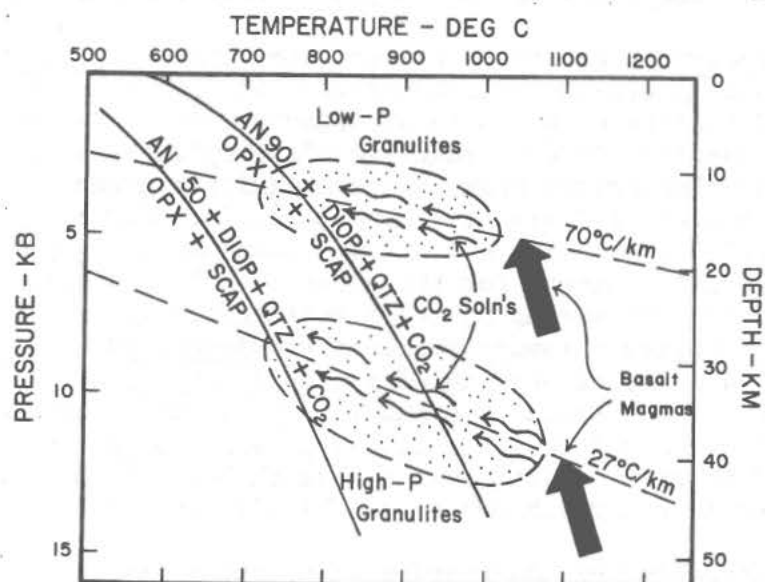 TEMPERATURE - DEG C
500 600 700 800 900 1000 1100 1200
PRESSURE - KB
5
10
15
0
10
20
30
40
50
DEPTH - KM
Low-P
Granulites
AN 90 + DIOP + QTZ + CO2
OPX + SCAP
AN 50 + DIOP + QTZ + CO2
OPX + SCAP
70°C/km
CO2 Soln's
Basalt
Magmas
27°C/km
High-P
Granulites